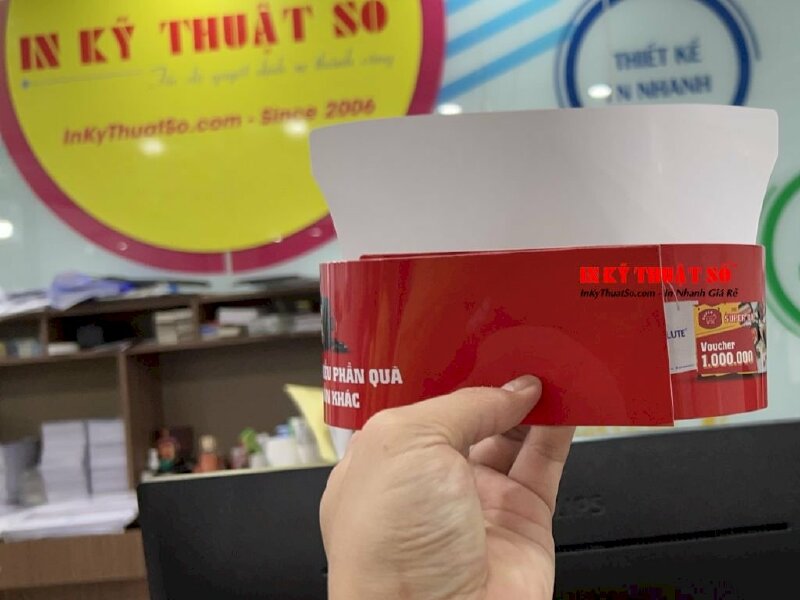 IN KỸ THUẬT SỐ
InKyThuatSo.com - Since 2006
THIẾT KẾ
IN NHANH
IN KỸ THUẬT SỐ
InKyThuatSo.com - In Nhanh Giá Rẻ
PHẦN QUÀ
KHÁC
Voucher
1.000.000